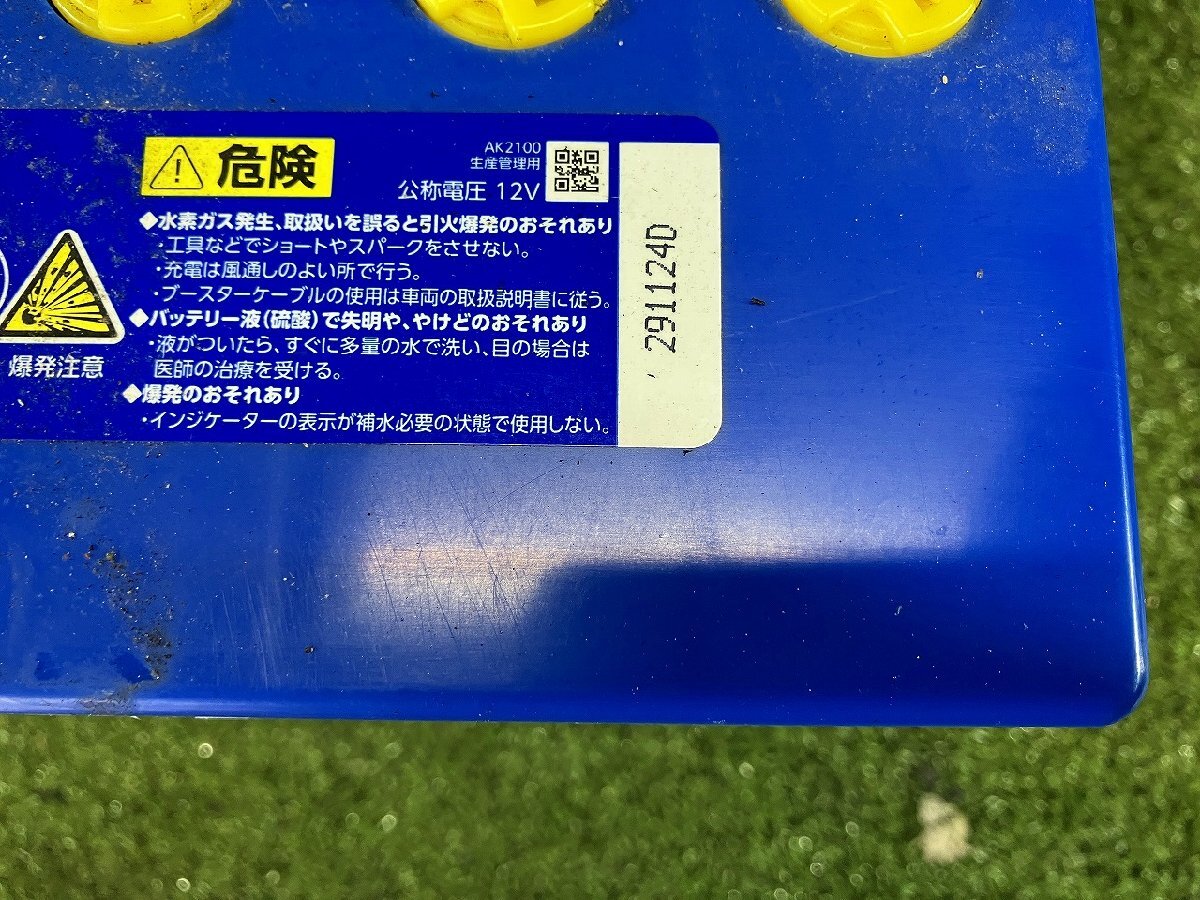 危険
AK2100
生産管理用
公称電圧 12V
◆水素ガス発生、取扱いを誤ると引火爆発のおそれあり
・工具などでショートやスパークをさせない。
・充電は風通しのよい所で行う。
・ブースターケーブルの使用は車両の取扱説明書に従う。
◆バッテリー液(硫酸)で失明や、やけどのおそれあり
・液がついたら、すぐに多量の水で洗い、目の場合は
医師の治療を受ける。
◆爆発のおそれあり
・インジケーターの表示が補水必要の状態で使用しない。
爆発注意
291124D